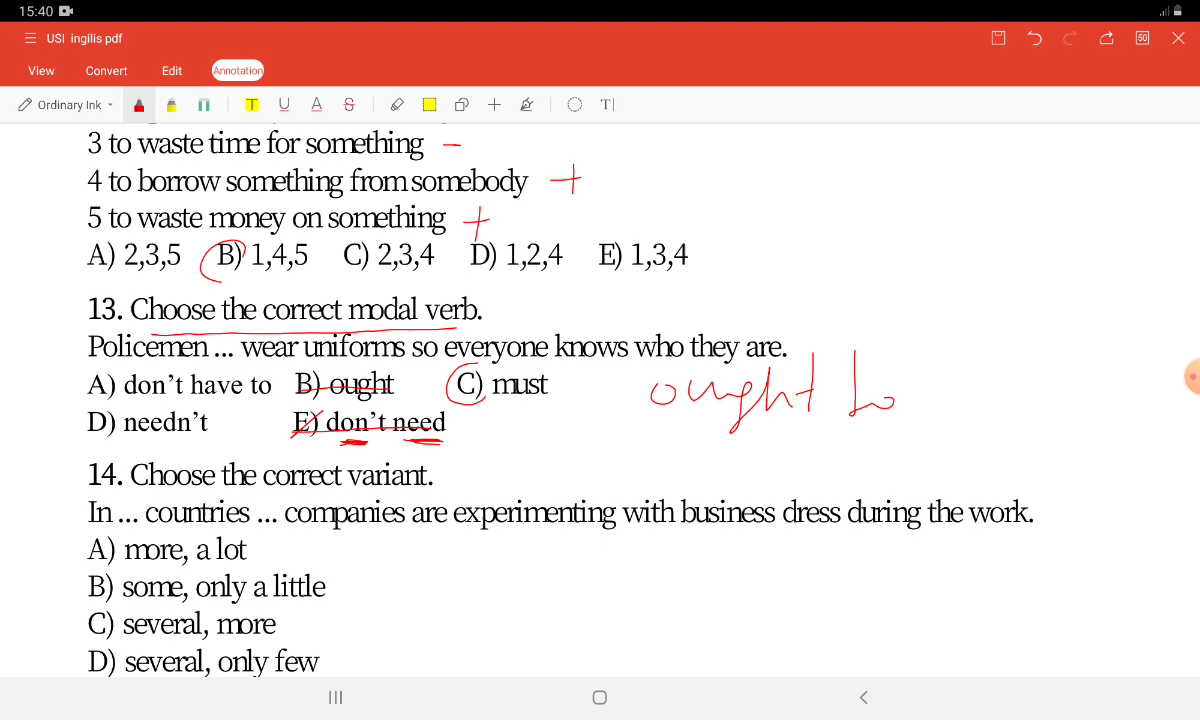 15:40
USI ingilis pdf
50
View Convert Edit Annotation
Ordinary Ink T U A S T
3 to waste time for something -
4 to borrow something from somebody +
5 to waste money on something +
A) 2,3,5 B) 1,4,5 C) 2,3,4 D) 1,2,4 E) 1,3,4
13. Choose the correct modal verb.
Policemen ... wear uniforms so everyone knows who they are.
A) don't have to B) ought C) must
ought to
D) needn't E) don't need
14. Choose the correct variant.
In ... countries ... companies are experimenting with business dress during the work.
A) more, a lot
B) some, only a little
C) several, more
D) several, only few